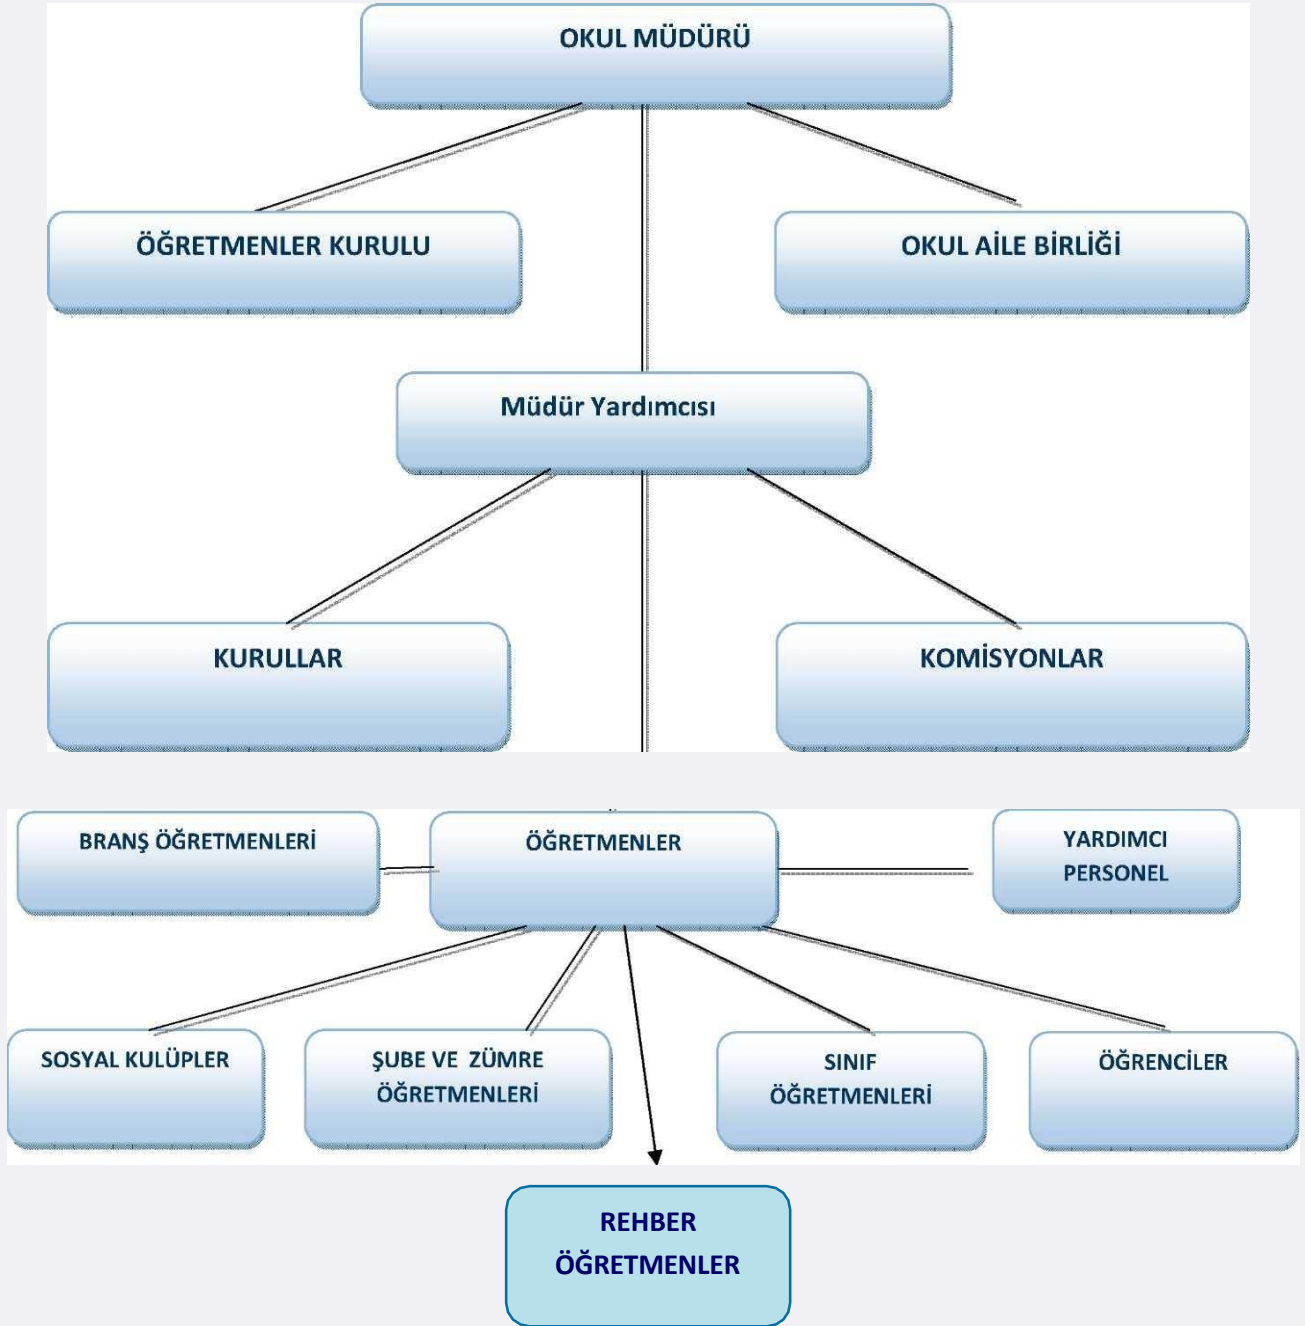 OKUL MÜDÜRÜ
ÖĞRETMENLER KURULU
OKUL AİLE BİRLİĞİ
Müdür Yardımcısı
KURULLAR
KOMİSYONLAR
BRANŞ ÖĞRETMENLERİ
ÖĞRETMENLER
YARDIMCI
PERSONEL
SOSYAL KULÜPLER
ŞUBE VE ZÜMRE
ÖĞRETMENLERİ
SINIF
ÖĞRETMENLERİ
ÖĞRENCİLER
REHBER
ÖĞRETMENLER